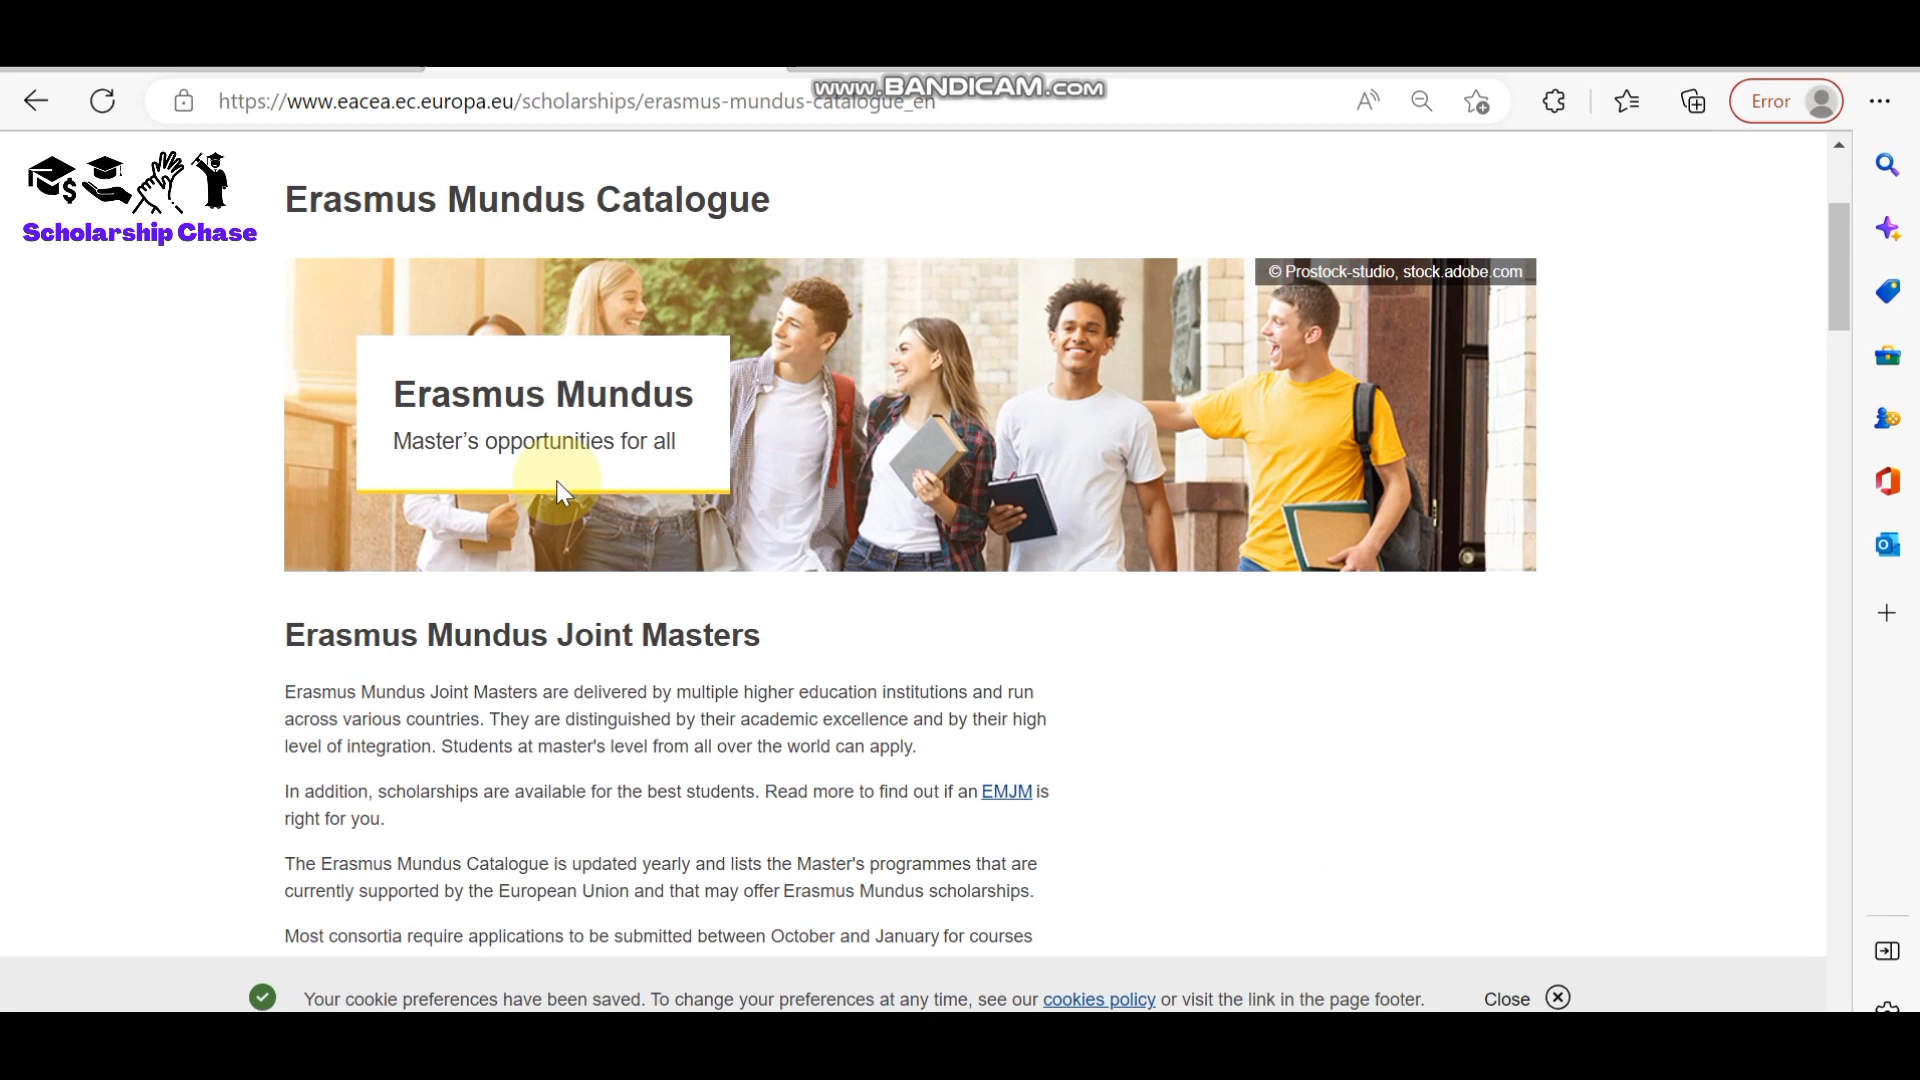 www.BANDICAM.com
https://www.eacea.ec.europa.eu/scholarships/erasmus-mundus-catalogue_en
Error
Scholarship Chase
Erasmus Mundus Catalogue
© Prostock-studio, stock.adobe.com
Erasmus Mundus
Master’s opportunities for all
Erasmus Mundus Joint Masters
Erasmus Mundus Joint Masters are delivered by multiple higher education institutions and run
across various countries. They are distinguished by their academic excellence and by their high
level of integration. Students at master's level from all over the world can apply.
In addition, scholarships are available for the best students. Read more to find out if an EMJM is
right for you.
The Erasmus Mundus Catalogue is updated yearly and lists the Master's programmes that are
currently supported by the European Union and that may offer Erasmus Mundus scholarships.
Most consortia require applications to be submitted between October and January for courses
Your cookie preferences have been saved. To change your preferences at any time, see our cookies policy or visit the link in the page footer.
Close